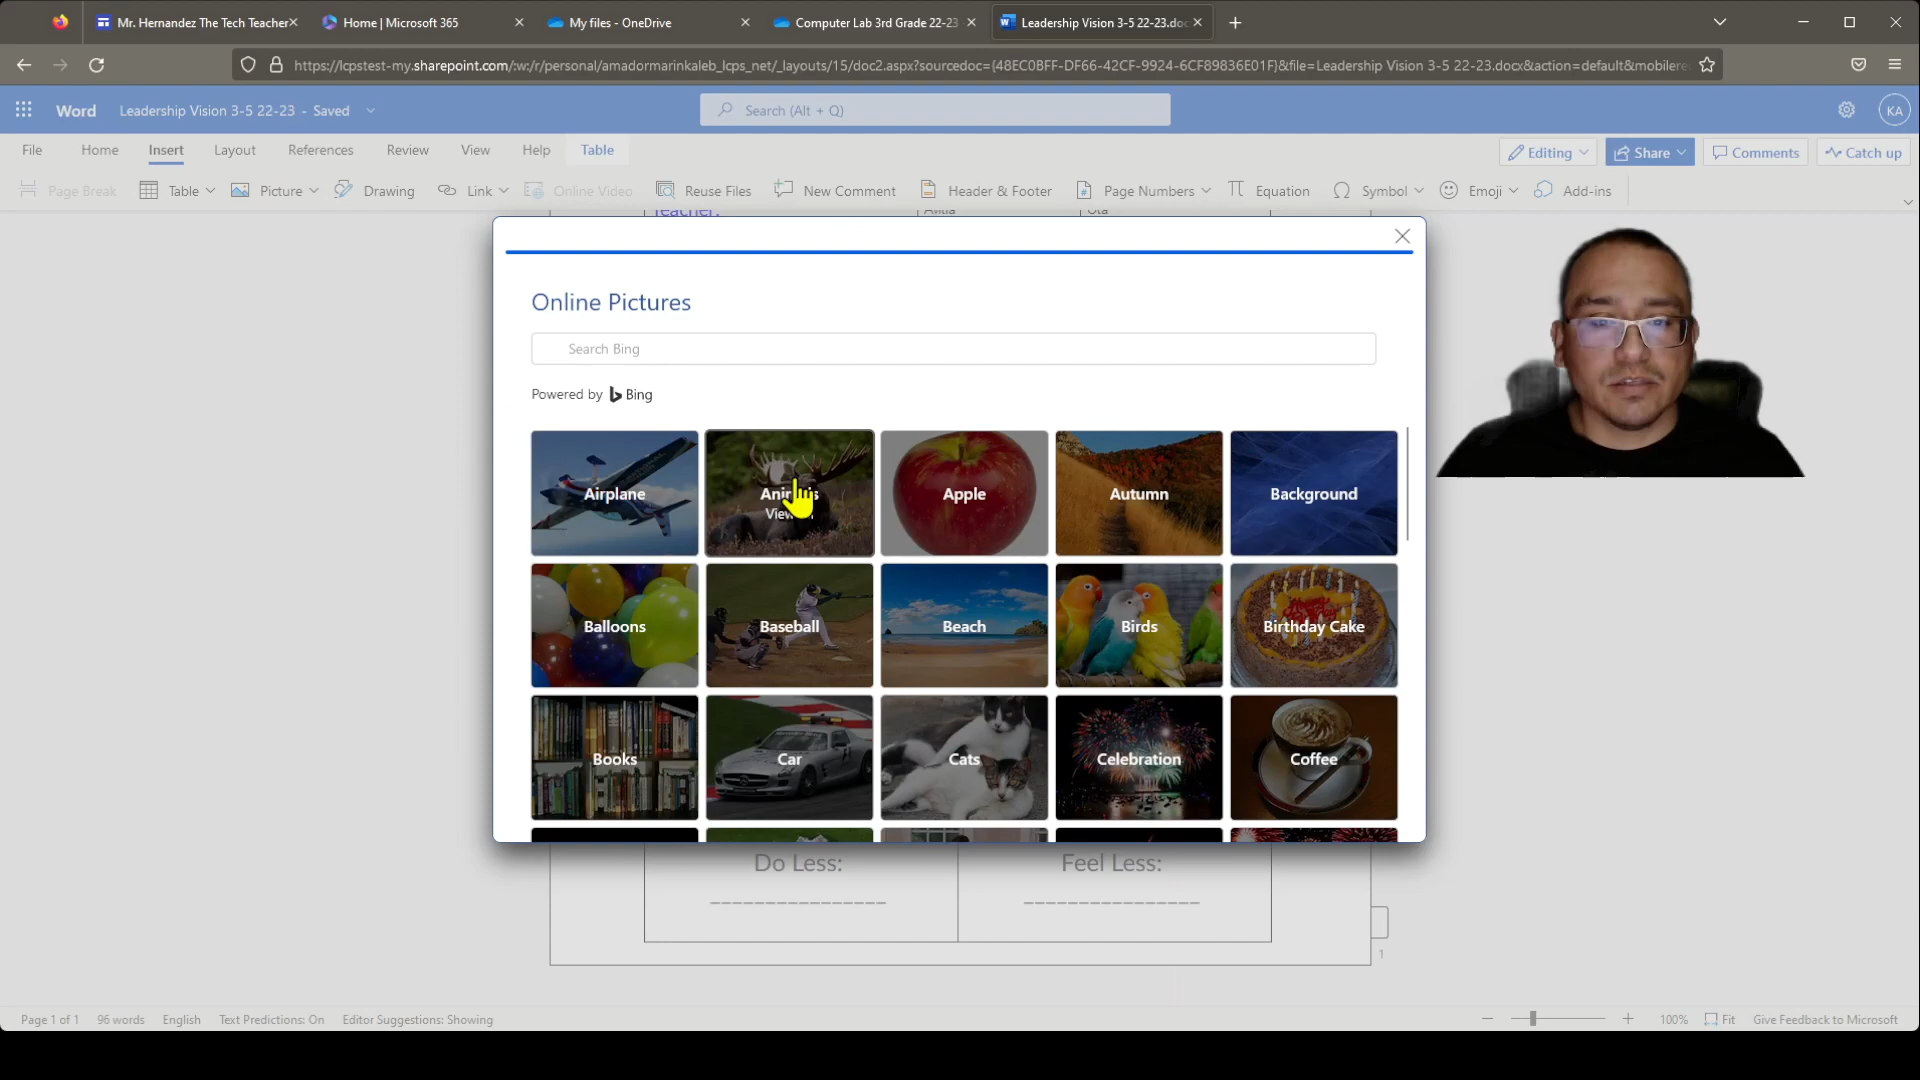 Mr. Hernandez The Tech Teacher
Home | Microsoft 365
My files - OneDrive
Computer Lab 3rd Grade 22-23
Leadership Vision 3-5 22-23.doc
https://lcpstest-my.sharepoint.com/:w:/r/personal/amadormarinkaleb_lcps_net/_layouts/15/doc2.aspx?sourcedoc={48EC0BFF-DF66-42CF-9924-6CF89836E01F}&file=Leadership Vision 3-5 22-23.docx&action=default&mobilere
Word Leadership Vision 3-5 22-23 - Saved
Search (Alt + Q)
KA
File Home Insert Layout References Review View Help Table
Editing Share Comments Catch up
Page Break Table Picture Drawing Link Online Video Reuse Files New Comment Header & Footer Page Numbers Equation Symbol Emoji Add-ins
Teacher:
Online Pictures
Search Bing
Powered by Bing
Airplane Apple Autumn Background
Balloons Baseball Beach Birds Birthday Cake
Books Car Cats Celebration Coffee
Do Less: Feel Less:
________________ ________________
1
Page 1 of 1 96 words English Text Predictions: On Editor Suggestions: Showing
100% Fit Give Feedback to Microsoft